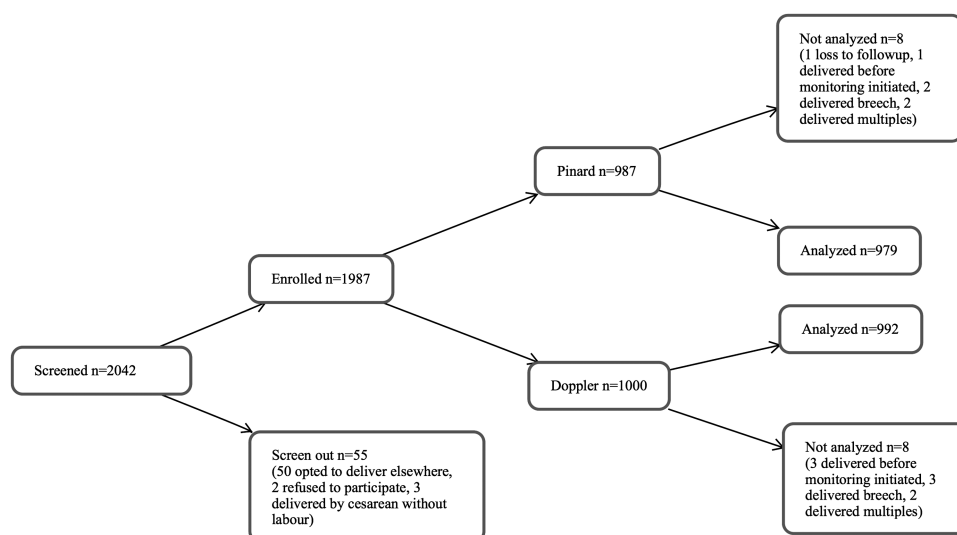 Not analyzed n=8
(1 loss to followup, 1
delivered before
monitoring initiated, 2
delivered breech, 2
delivered multiples)
Pinard n=987
Analyzed n=979
Enrolled n=1987
Analyzed n=992
Screened n=2042
Doppler n=1000
Screen out n=55
(50 opted to deliver elsewhere,
2 refused to participate, 3
delivered by cesarean without
labour)
Not analyzed n=8
(3 delivered before
monitoring initiated, 3
delivered breech, 2
delivered multiples)